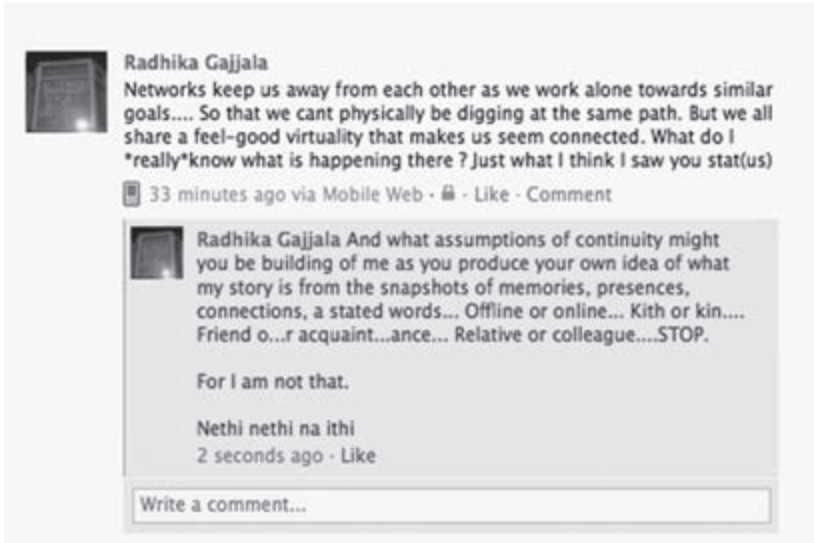 Radhika Gajjala
Networks keep us away from each other as we work alone towards similar
goals.... So that we cant physically be digging at the same path. But we all
share a feel-good virtuality that makes us seem connected. What do I
*really*know what is happening there ? Just what I think I saw you stat(us)
33 minutes ago via Mobile Web · · Like · Comment
Radhika Gajjala And what assumptions of continuity might
you be building of me as you produce your own idea of what
my story is from the snapshots of memories, presences,
connections, a stated words... Offline or online... Kith or kin....
Friend o...r acquaint...ance... Relative or colleague....STOP.
For I am not that.
Nethi nethi na ithi
2 seconds ago · Like
Write a comment...